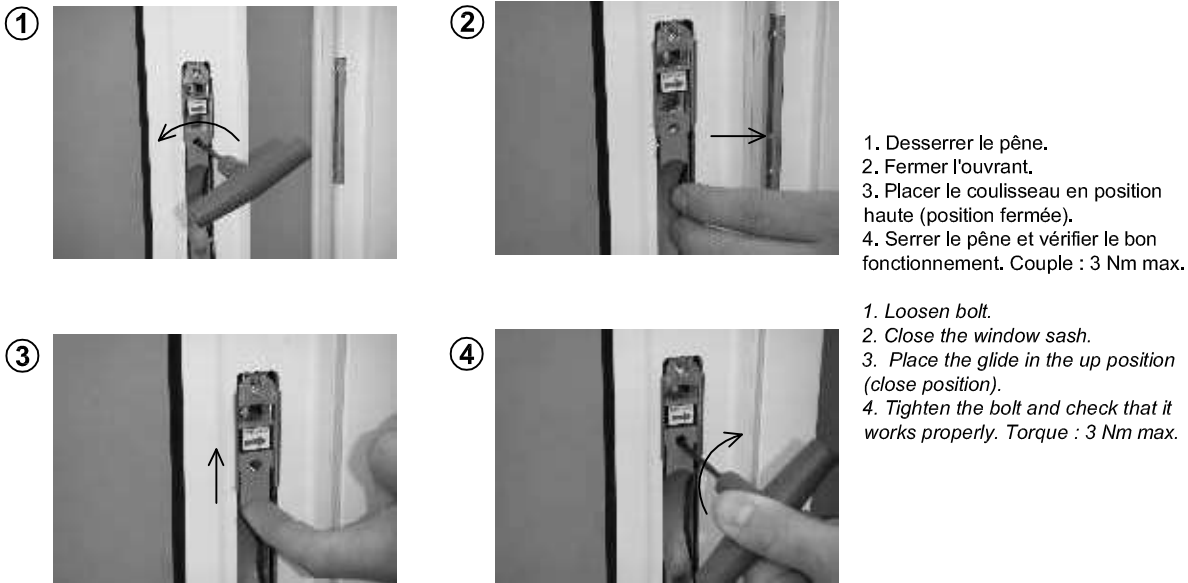 1
2
3
4
1. Desserrer le pêne.
2. Fermer l'ouvrant.
3. Placer le coulisseau en position
haute (position fermée).
4. Serrer le pêne et vérifier le bon
fonctionnement. Couple : 3 Nm max.
1. Loosen bolt.
2. Close the window sash.
3. Place the glide in the up position
(close position).
4. Tighten the bolt and check that it
works properly. Torque : 3 Nm max.